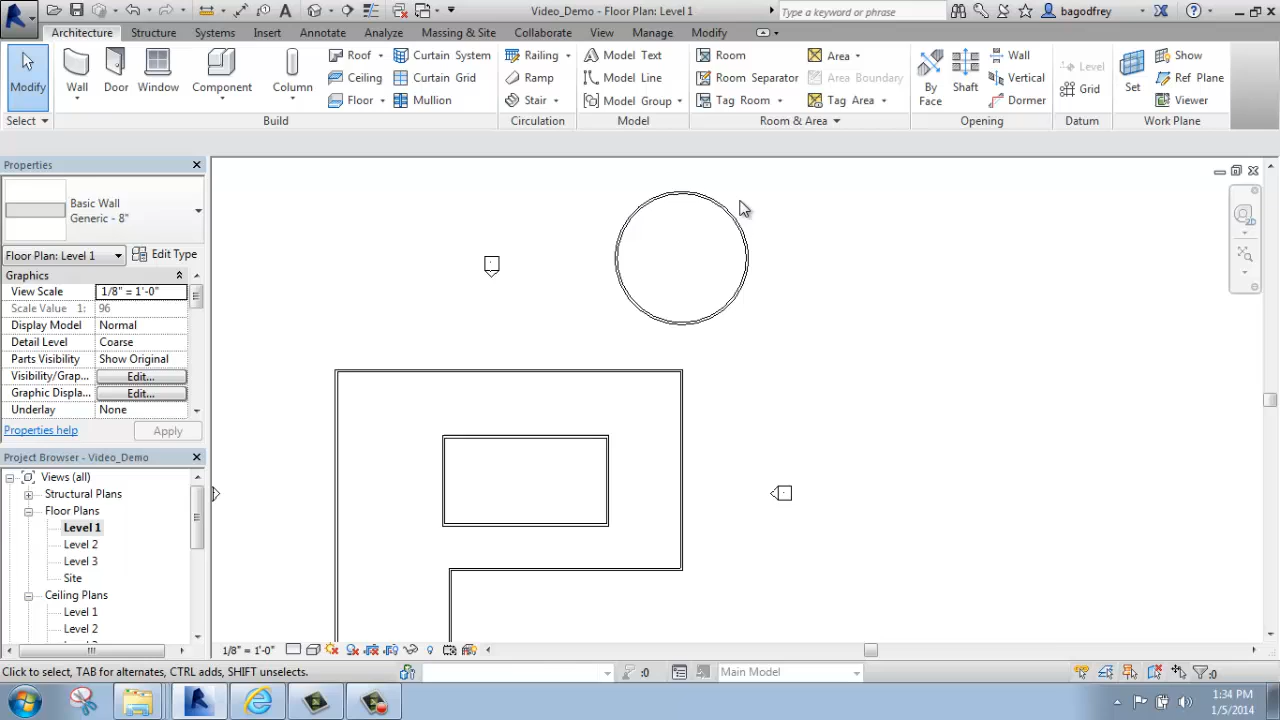 Video_Demo - Floor Plan: Level 1
Type a keyword or phrase
bagodfrey
Architecture Structure Systems Insert Annotate Analyze Massing & Site Collaborate View Manage Modify
Modify
Wall
Door
Window
Component
Column
Roof
Ceiling
Floor
Curtain System
Curtain Grid
Mullion
Railing
Ramp
Stair
Model Text
Model Line
Model Group
Room
Room Separator
Tag Room
Area
Area Boundary
Tag Area
By Face
Shaft
Wall
Vertical
Dormer
Level
Grid
Set
Show
Ref Plane
Viewer
Select Build Circulation Model Room & Area Opening Datum Work Plane
Properties
Basic Wall
Generic - 8"
Floor Plan: Level 1 Edit Type
Graphics
View Scale 1/8" = 1'-0"
Scale Value 1: 96
Display Model Normal
Detail Level Coarse
Parts Visibility Show Original
Visibility/Grap... Edit...
Graphic Displa... Edit...
Underlay None
Properties help Apply
Project Browser - Video_Demo
Views (all)
Structural Plans
Floor Plans
Level 1
Level 2
Level 3
Site
Ceiling Plans
Level 1
Level 2
2D
1/8" = 1'-0"
Click to select, TAB for alternates, CTRL adds, SHIFT unselects.
:0
Main Model
:0
1:34 PM
1/5/2014